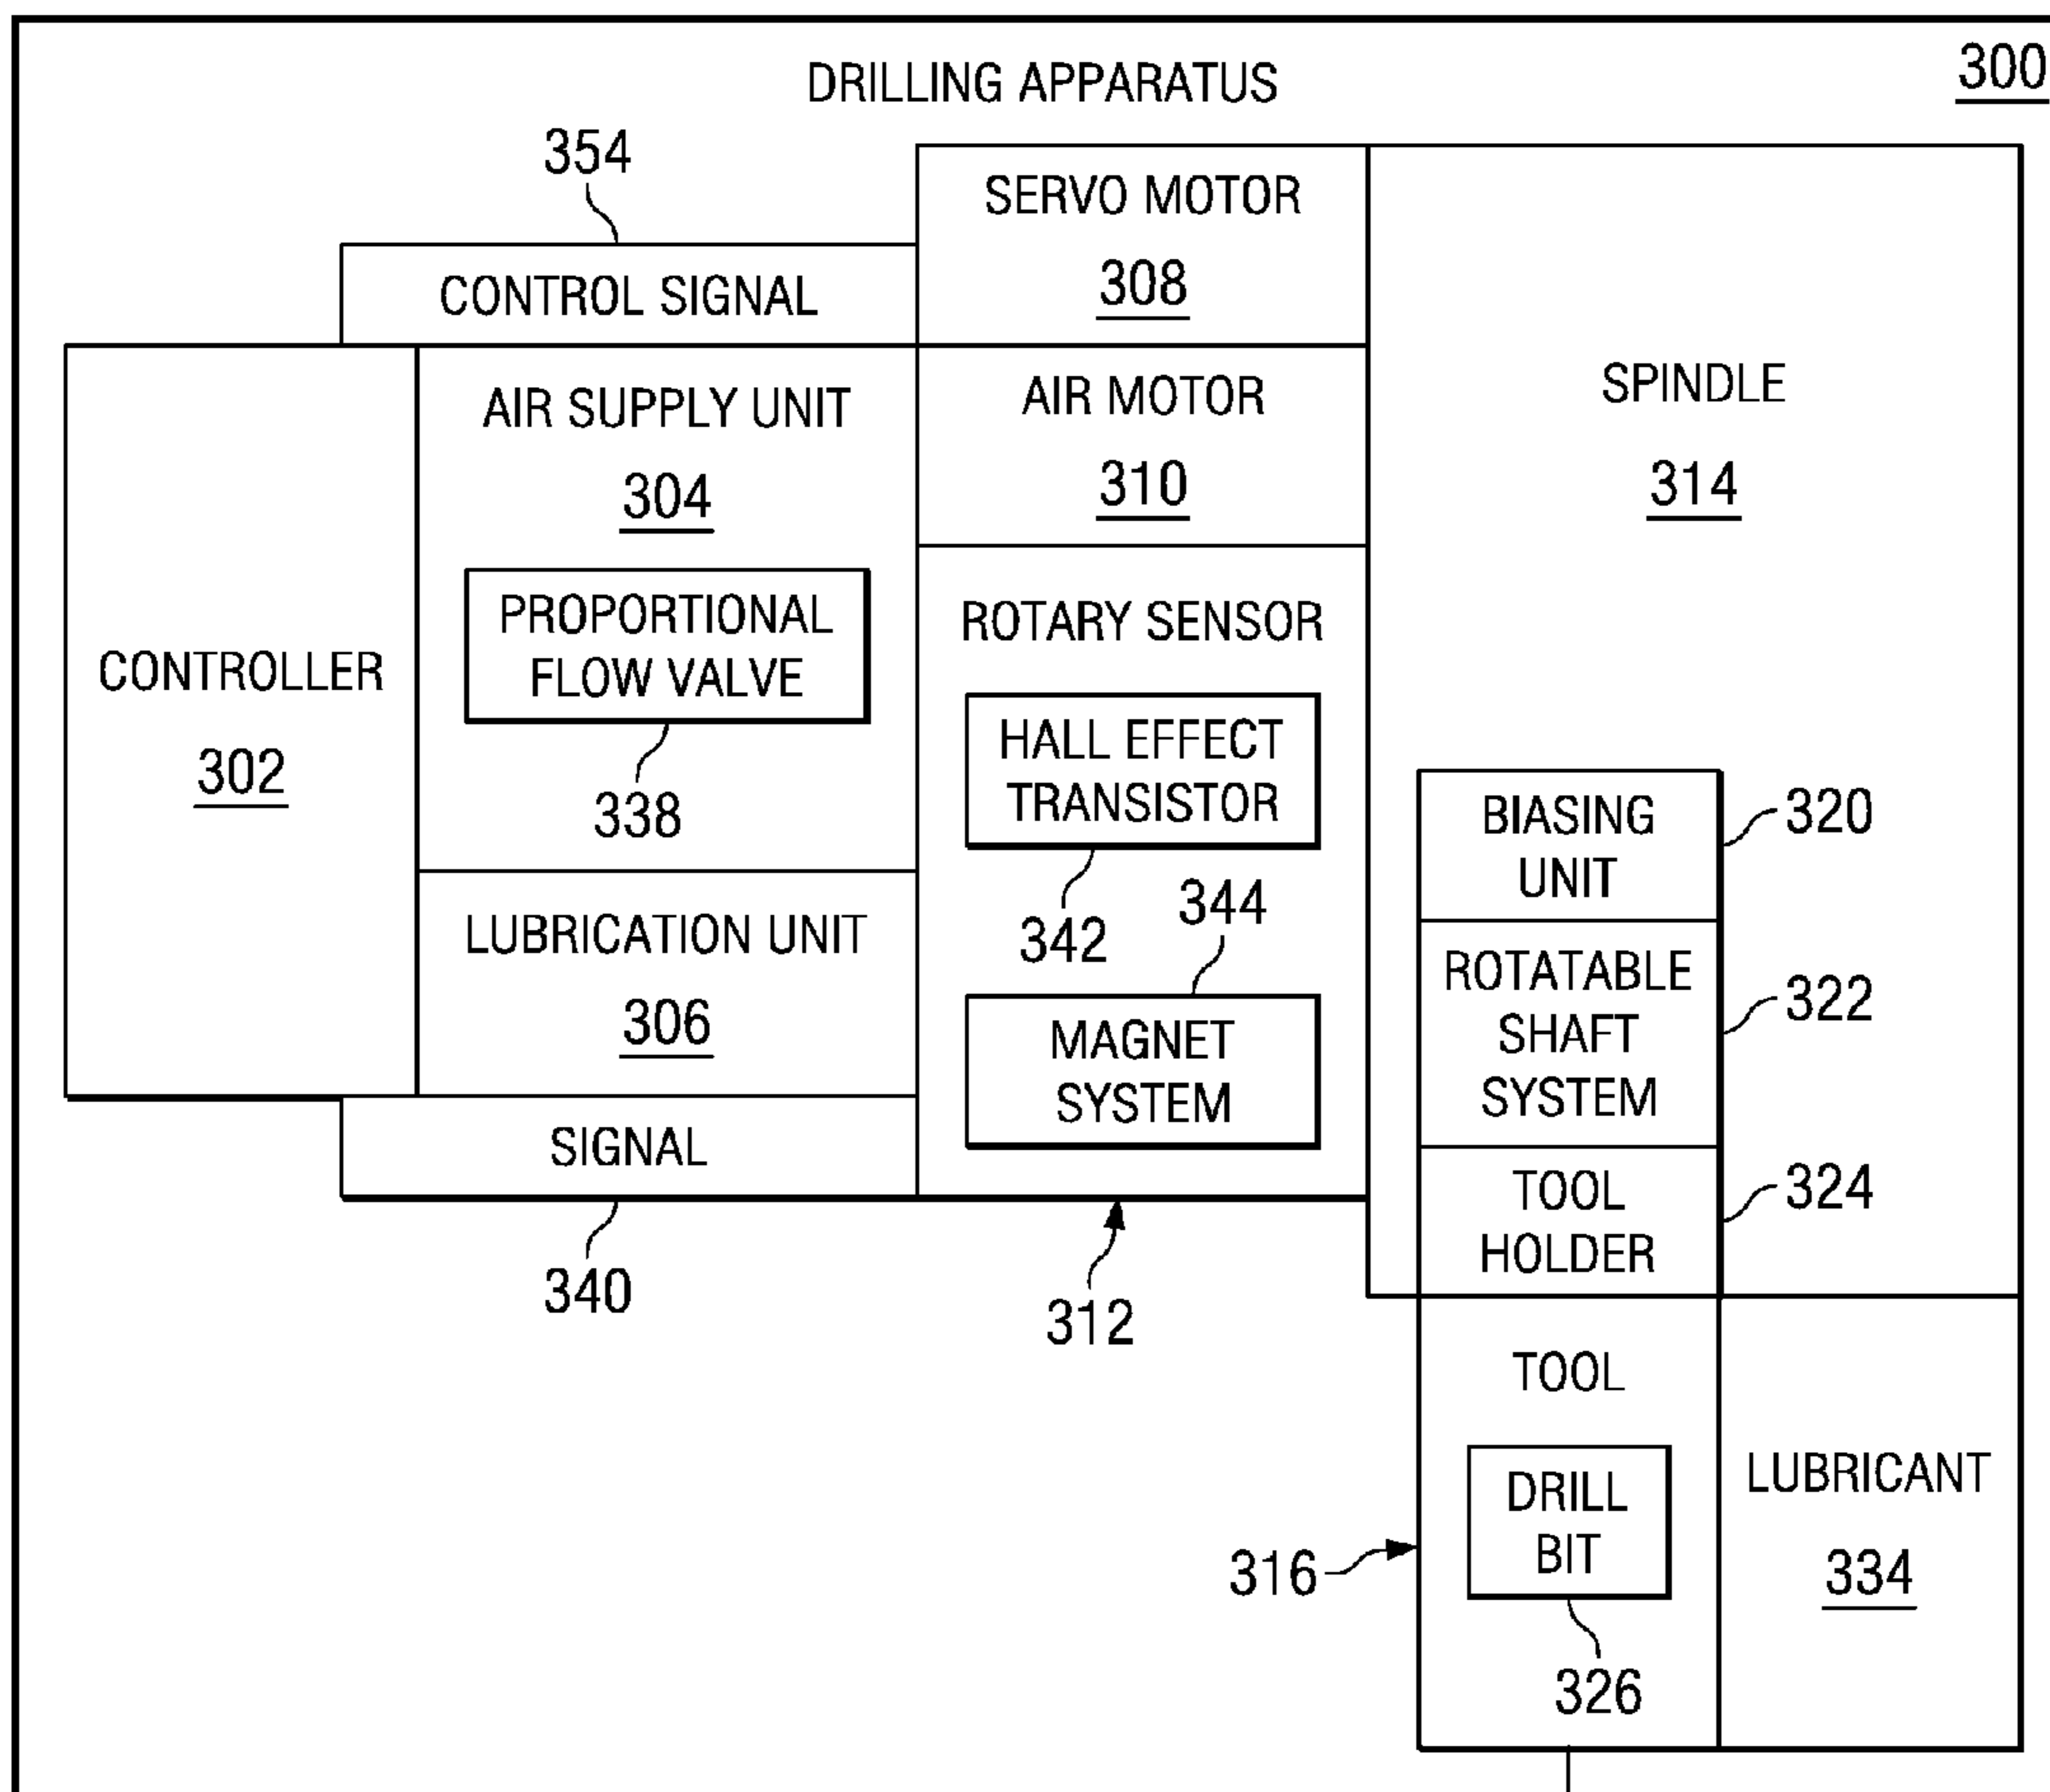 DRILLING APPARATUS
300
354
CONTROL SIGNAL
SERVO MOTOR
308
CONTROLLER
302
AIR SUPPLY UNIT
304
PROPORTIONAL
FLOW VALVE
338
LUBRICATION UNIT
306
SIGNAL
340
AIR MOTOR
310
ROTARY SENSOR
HALL EFFECT
TRANSISTOR
342
344
MAGNET
SYSTEM
312
SPINDLE
314
BIASING
UNIT
320
ROTATABLE
SHAFT
SYSTEM
322
TOOL
HOLDER
324
TOOL
DRILL
BIT
316
326
LUBRICANT
334